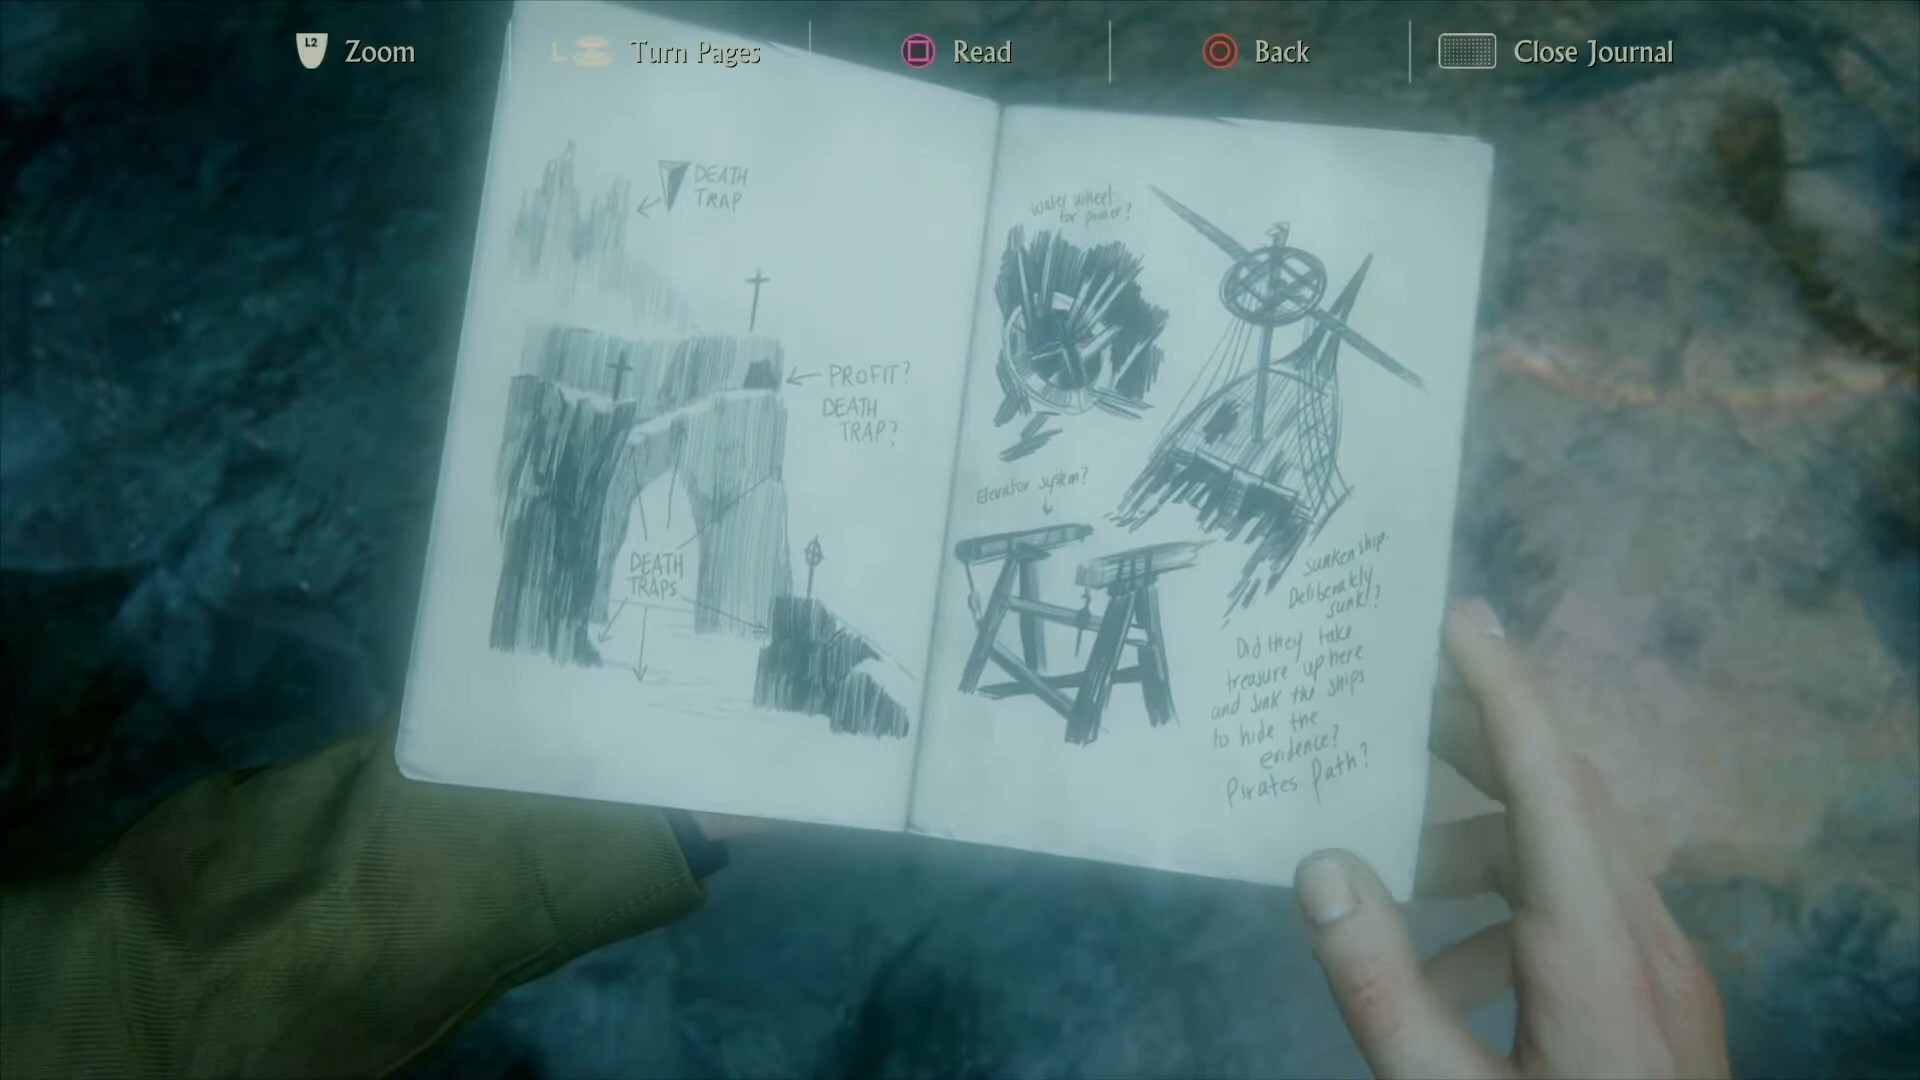 L2 Zoom
L Turn Pages
Read
Back
Close Journal
DEATH
TRAP
PROFIT?
DEATH
TRAP?
DEATH
TRAPS
water wheel
for power?
Elevator system?
sunken ship.
Deliberately
sunk?
Did they take
treasure up here
and sink the ships
to hide the
evidence?
Pirates Path?